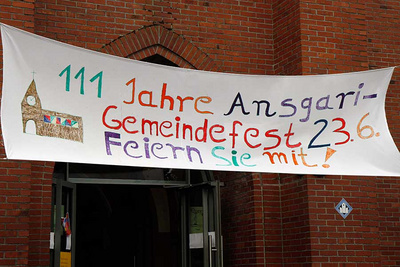 111 Jahre Ansgari-
Gemeindefest 23.6.
Feiern Sie mit!